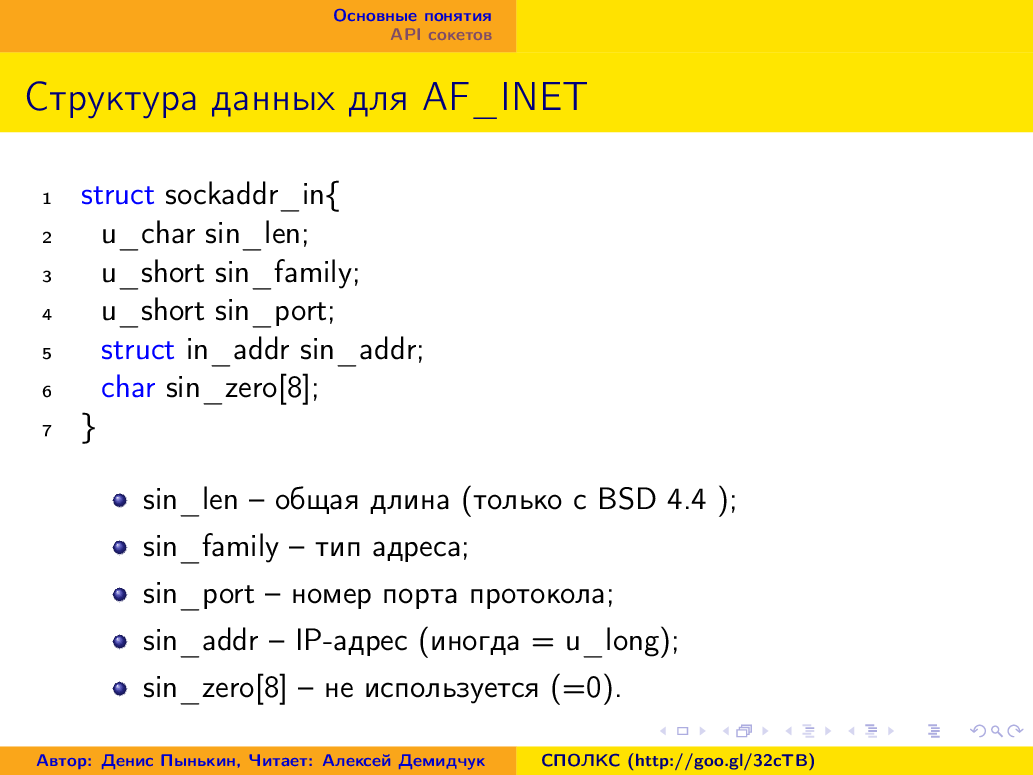 Основные понятия
API сокетов
Структура данных для AF_INET
1 struct sockaddr_in{
2 u_char sin_len;
3 u_short sin_family;
4 u_short sin_port;
5 struct in_addr sin_addr;
6 char sin_zero[8];
7 }
sin_len – общая длина (только с BSD 4.4 );
sin_family – тип адреса;
sin_port – номер порта протокола;
sin_addr – IP-адрес (иногда = u_long);
sin_zero[8] – не используется (=0).
Автор: Денис Пынькин, Читает: Алексей Демидчук СПОЛКС (http://goo.gl/32cTB)